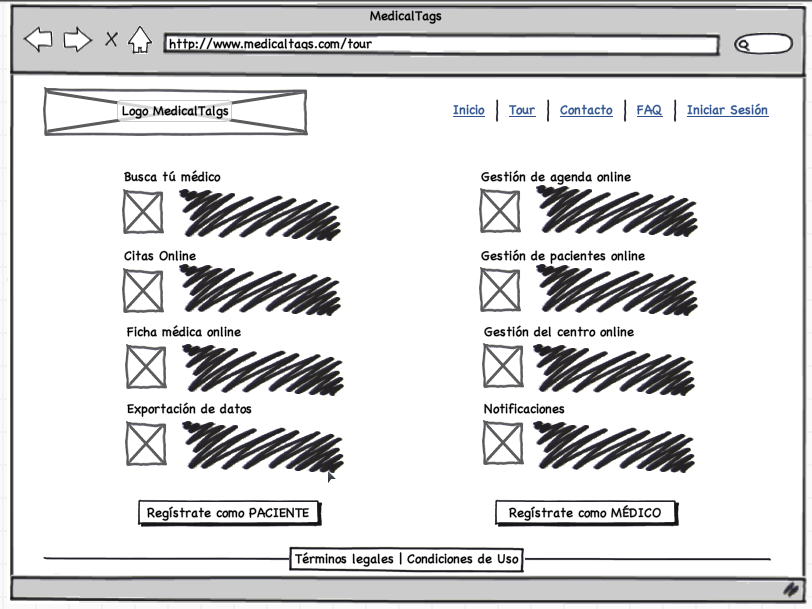 MedicalTags
http://www.medicaltags.com/tour
Logo MedicalTalgs
Inicio | Tour | Contacto | FAQ | Iniciar Sesión
Busca tú médico
Gestión de agenda online
Citas Online
Gestión de pacientes online
Ficha médica online
Gestión del centro online
Exportación de datos
Notificaciones
Regístrate como PACIENTE
Regístrate como MÉDICO
Términos legales | Condiciones de Uso